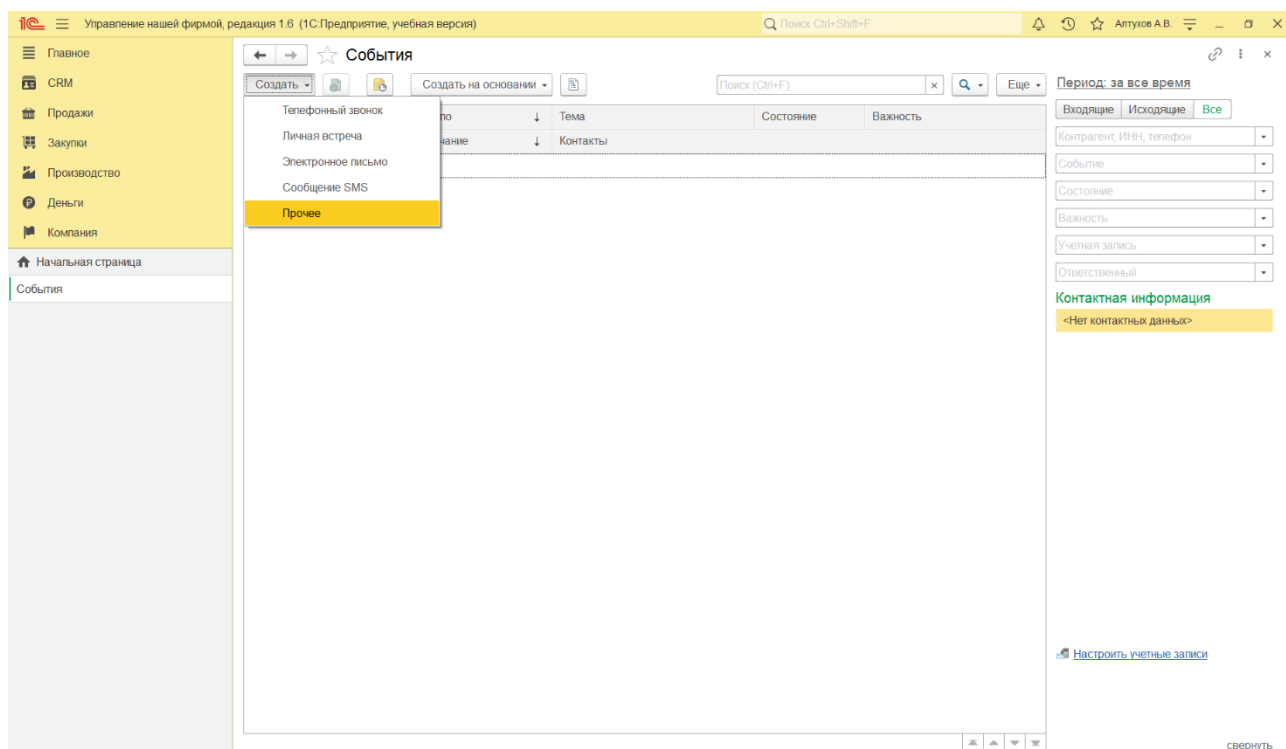 1С Управление нашей фирмой, редакция 1.6 (1С:Предприятие, учебная версия) Поиск Ctrl+Shift+F Алтухов А.В.
Главное
CRM
Продажи
Закупки
Производство
Деньги
Компания
Начальная страница
События
События
Создать Создать на основании Поиск (Ctrl+F) Еще
Телефонный звонок
Личная встреча
Электронное письмо
Сообщение SMS
Прочее
по Тема Состояние Важность
чание Контакты
Период: за все время
Входящие Исходящие Все
Контрагент, ИНН, телефон
Событие
Состояние
Важность
Учетная запись
Ответственный
Контактная информация
<Нет контактных данных>
Настроить учетные записи
свернуть